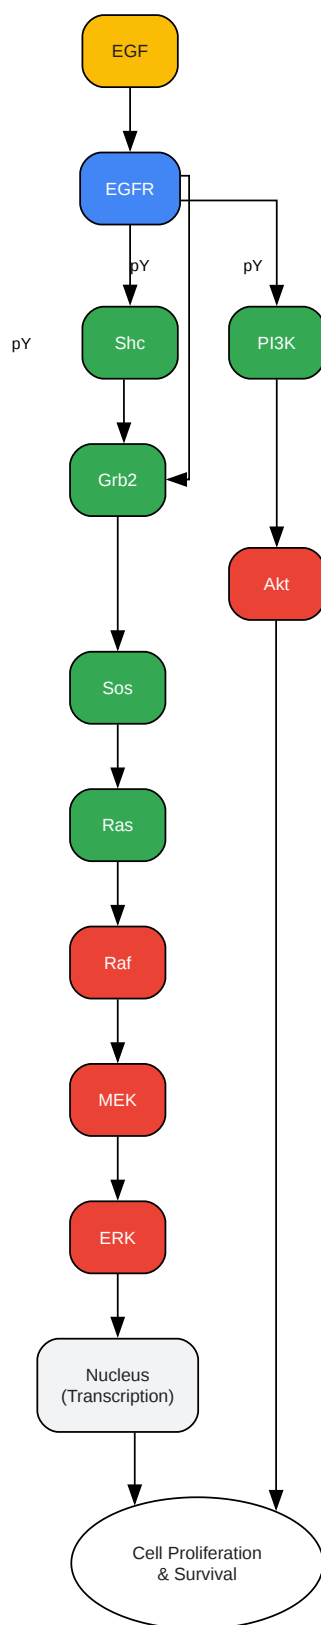 EGF
EGFR
pY
pY
pY
Shc
PI3K
Grb2
Akt
Sos
Ras
Raf
MEK
ERK
Nucleus
(Transcription)
Cell Proliferation
& Survival